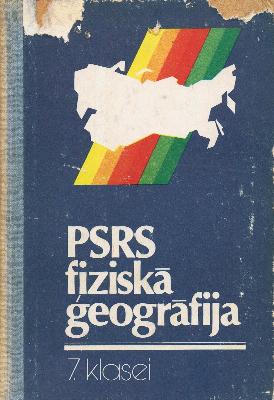 PSRS
fiziskā
ģeogrāfija
7. klasei